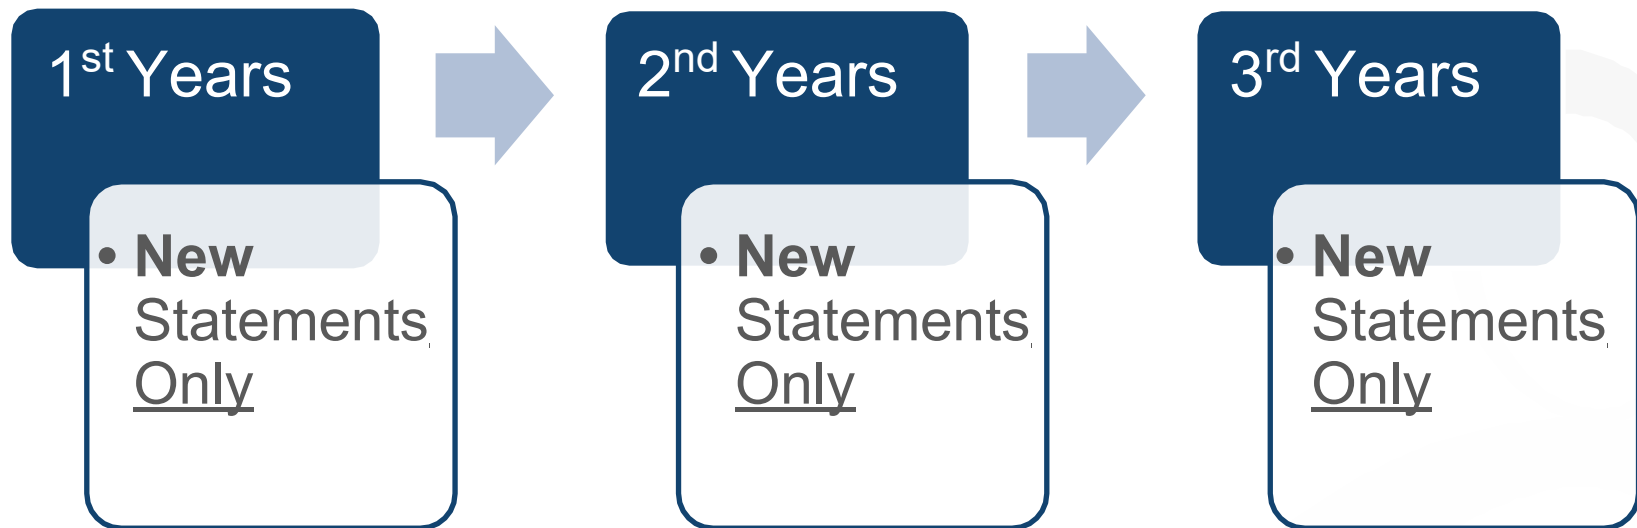 1st Years
• New
Statements
Only
2nd Years
• New
Statements
Only
3rd Years
• New
Statements
Only